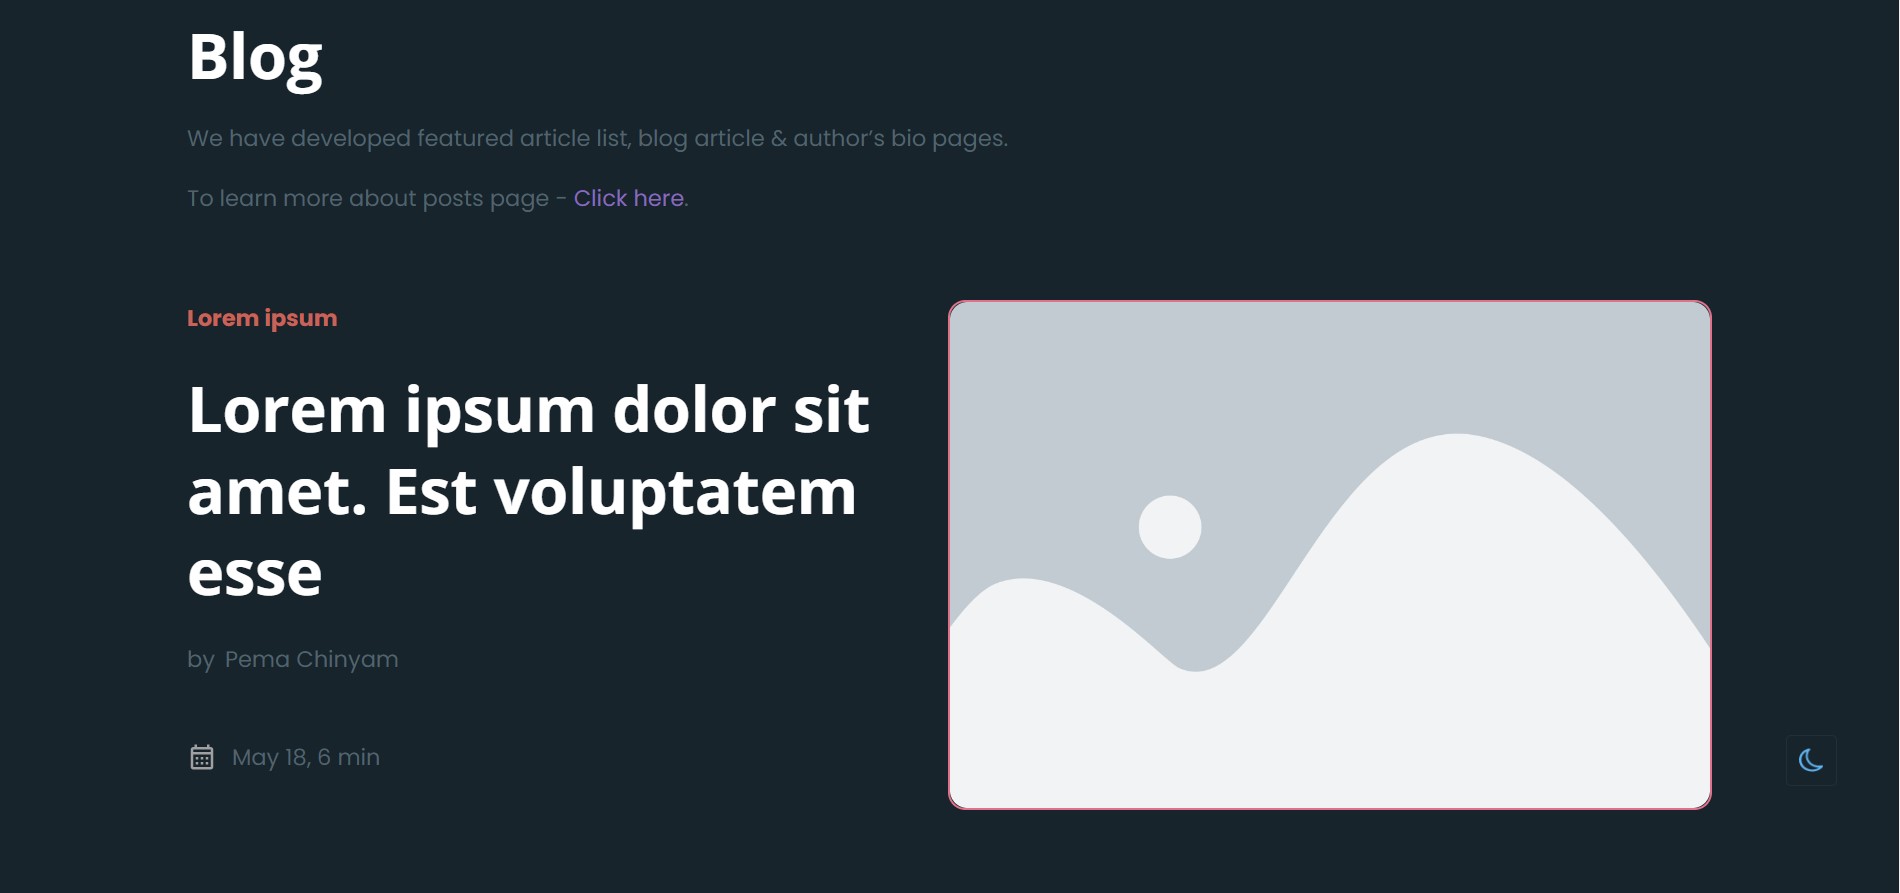 Blog
We have developed featured article list, blog article & author’s bio pages.
To learn more about posts page - Click here.
Lorem ipsum
Lorem ipsum dolor sit
amet. Est voluptatem
esse
by Pema Chinyam
May 18, 6 min